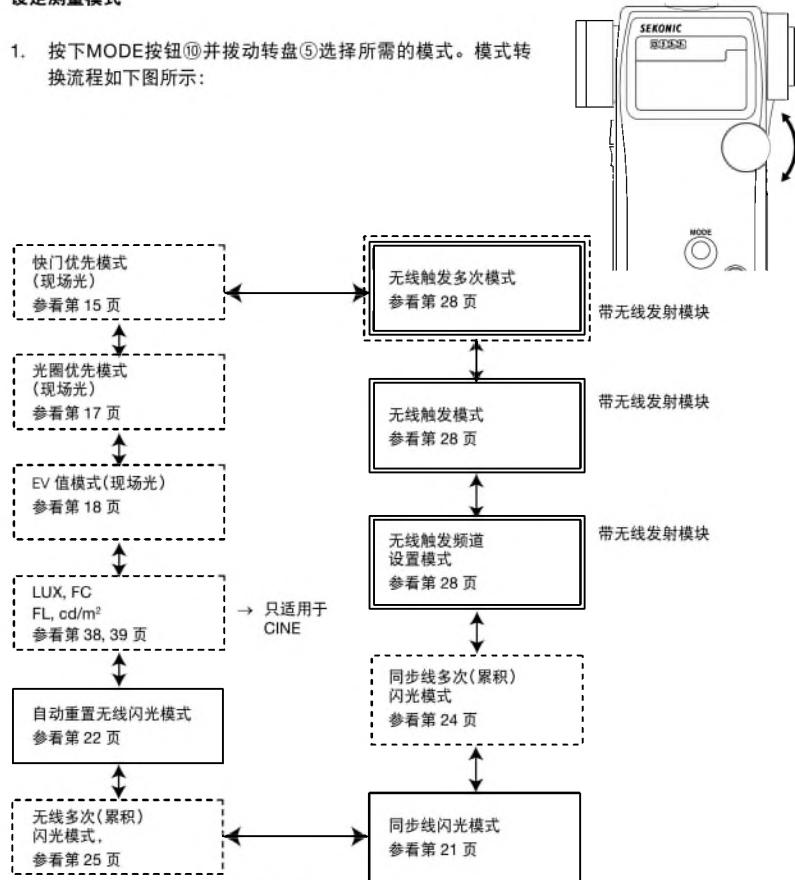 1. 按下MODE按钮⑩并拨动转盘⑤选择所需的模式。模式转
换流程如下图所示:
SEKONIC
MODE
快门优先模式
(现场光)
参看第 15 页
光圈优先模式
(现场光)
参看第 17 页
EV 值模式(现场光)
参看第 18 页
LUX, FC
FL, cd/m²
参看第 38, 39 页
→ 只适用于
CINE
自动重置无线闪光模式
参看第 22 页
无线多次(累积)
闪光模式,
参看第 25 页
无线触发多次模式
参看第 28 页
带无线发射模块
无线触发模式
参看第 28 页
带无线发射模块
无线触发频道
设置模式
参看第 28 页
带无线发射模块
同步线多次(累积)
闪光模式
参看第 24 页
同步线闪光模式
参看第 21 页